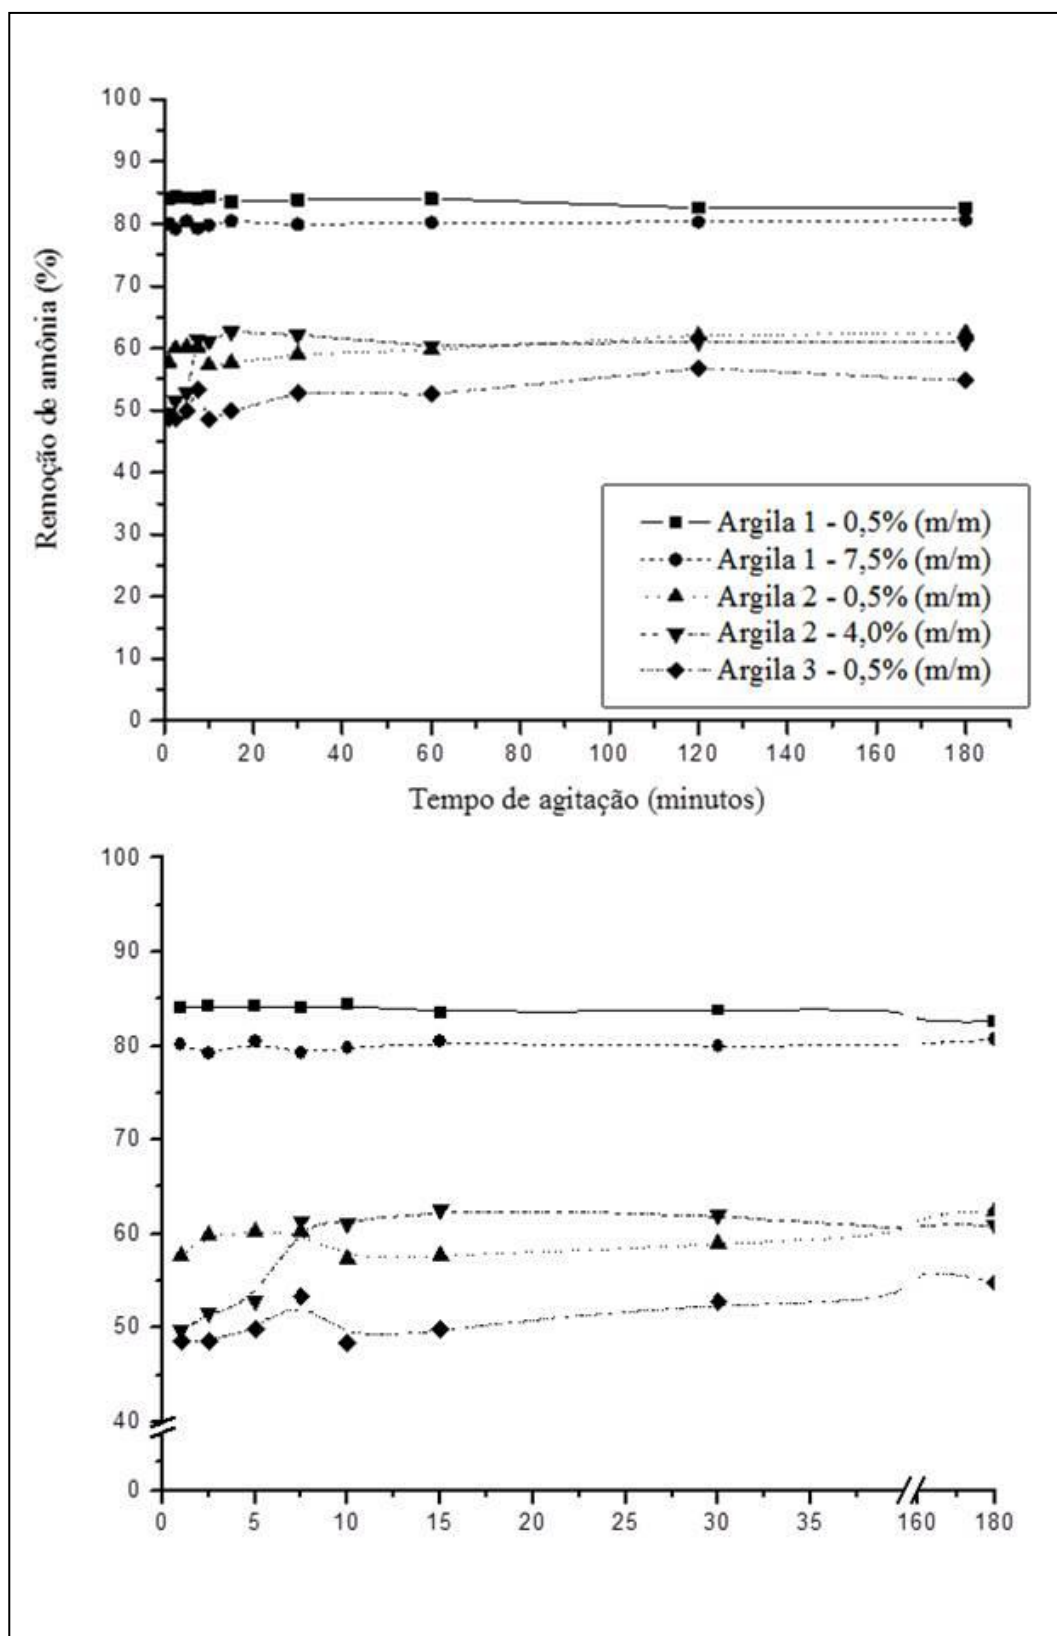 100
90
80
70
60
50
40
30
20
10
0
Remoção de amônia (%)
Argila 1 - 0,5% (m/m)
Argila 1 - 7,5% (m/m)
Argila 2 - 0,5% (m/m)
Argila 2 - 4,0% (m/m)
Argila 3 - 0,5% (m/m)
0 20 40 60 80 100 120 140 160 180
Tempo de agitação (minutos)
100
90
80
70
60
50
40
0
0 5 10 15 20 25 30 35 160 180